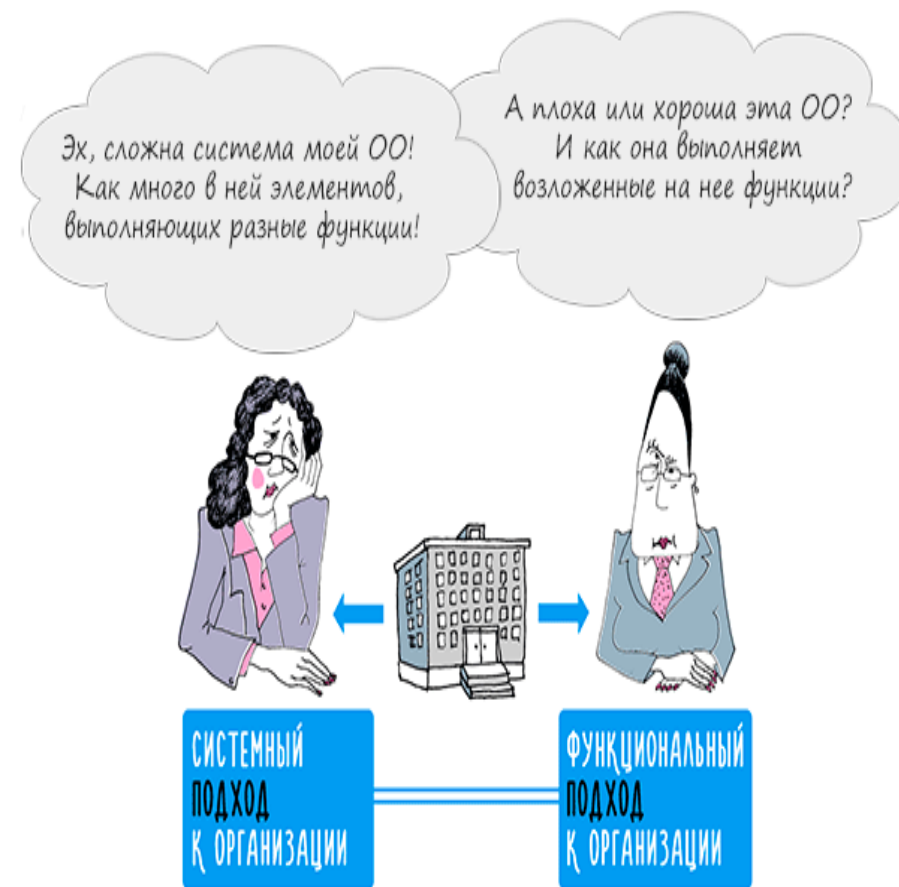 Эх, сложна система моей ОО!
Как много в ней элементов,
выполняющих разные функции!
А плоха или хороша эта ОО?
И как она выполняет
возложенные на нее функции?
СИСТЕМНЫЙ
ПОДХОД
К ОРГАНИЗАЦИИ
ФУНКЦИОНАЛЬНЫЙ
ПОДХОД
К ОРГАНИЗАЦИИ